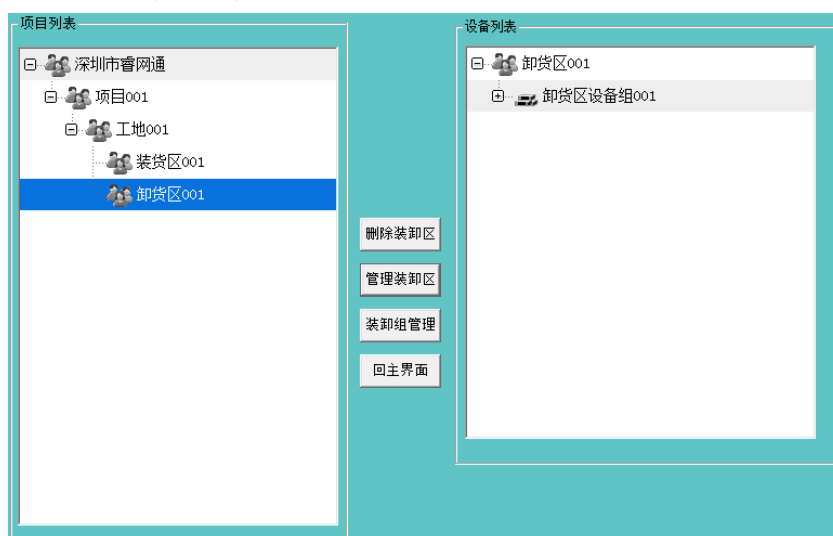 项目列表
深圳市睿网通
项目001
工地001
装货区001
卸货区001
删除装卸区
管理装卸区
装卸组管理
回主界面
设备列表
卸货区001
卸货区设备组001